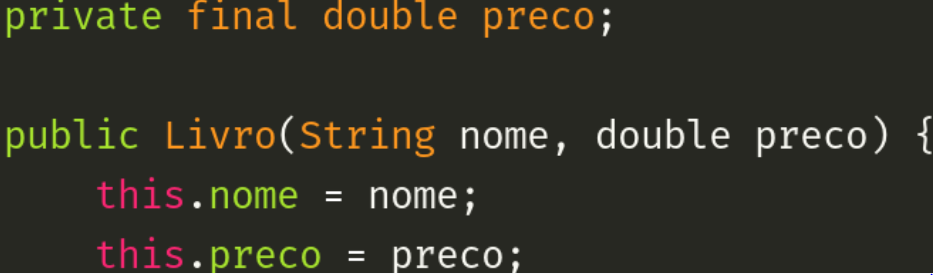 private final double preco;
public Livro(String nome, double preco) {
this.nome = nome;
this.preco = preco;